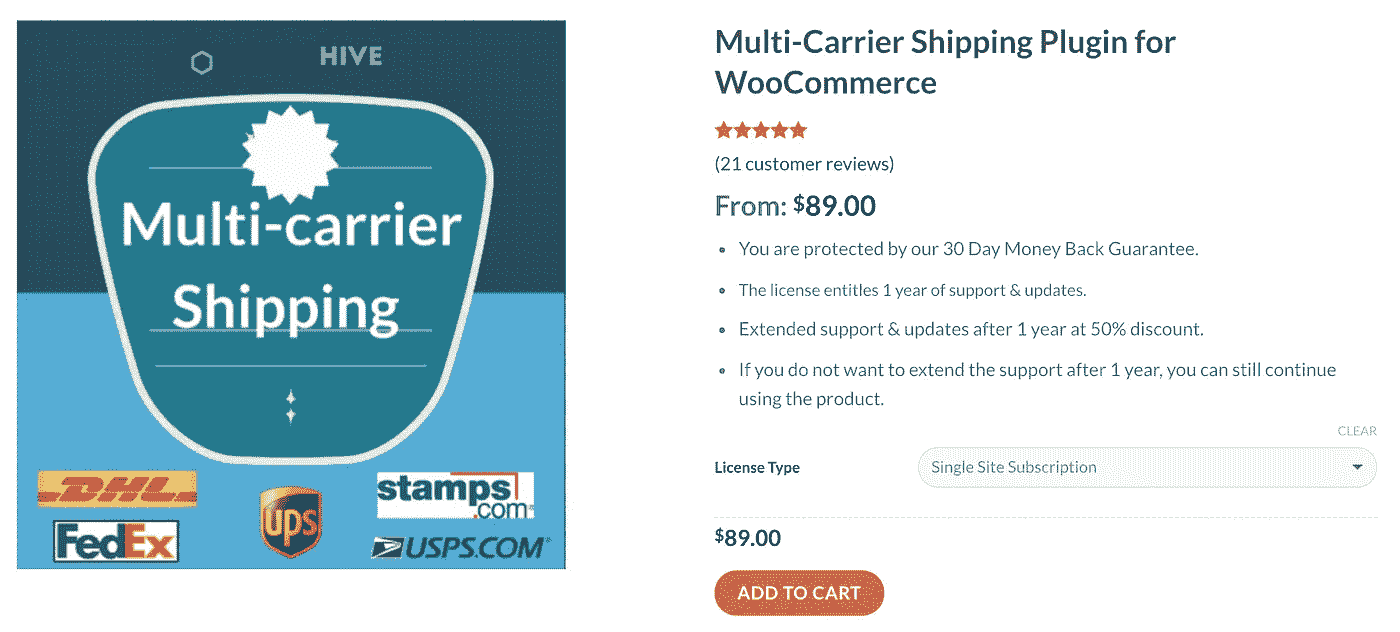 HIVE
Multi-carrier
Shipping
DHL
FedEx
ups
stamps
.com
USPS.COM®
Multi-Carrier Shipping Plugin for
WooCommerce
(21 customer reviews)
From: $89.00
You are protected by our 30 Day Money Back Guarantee.
The license entitles 1 year of support & updates.
Extended support & updates after 1 year at 50% discount.
If you do not want to extend the support after 1 year, you can still continue
using the product.
CLEAR
License Type
Single Site Subscription
$89.00
ADD TO CART